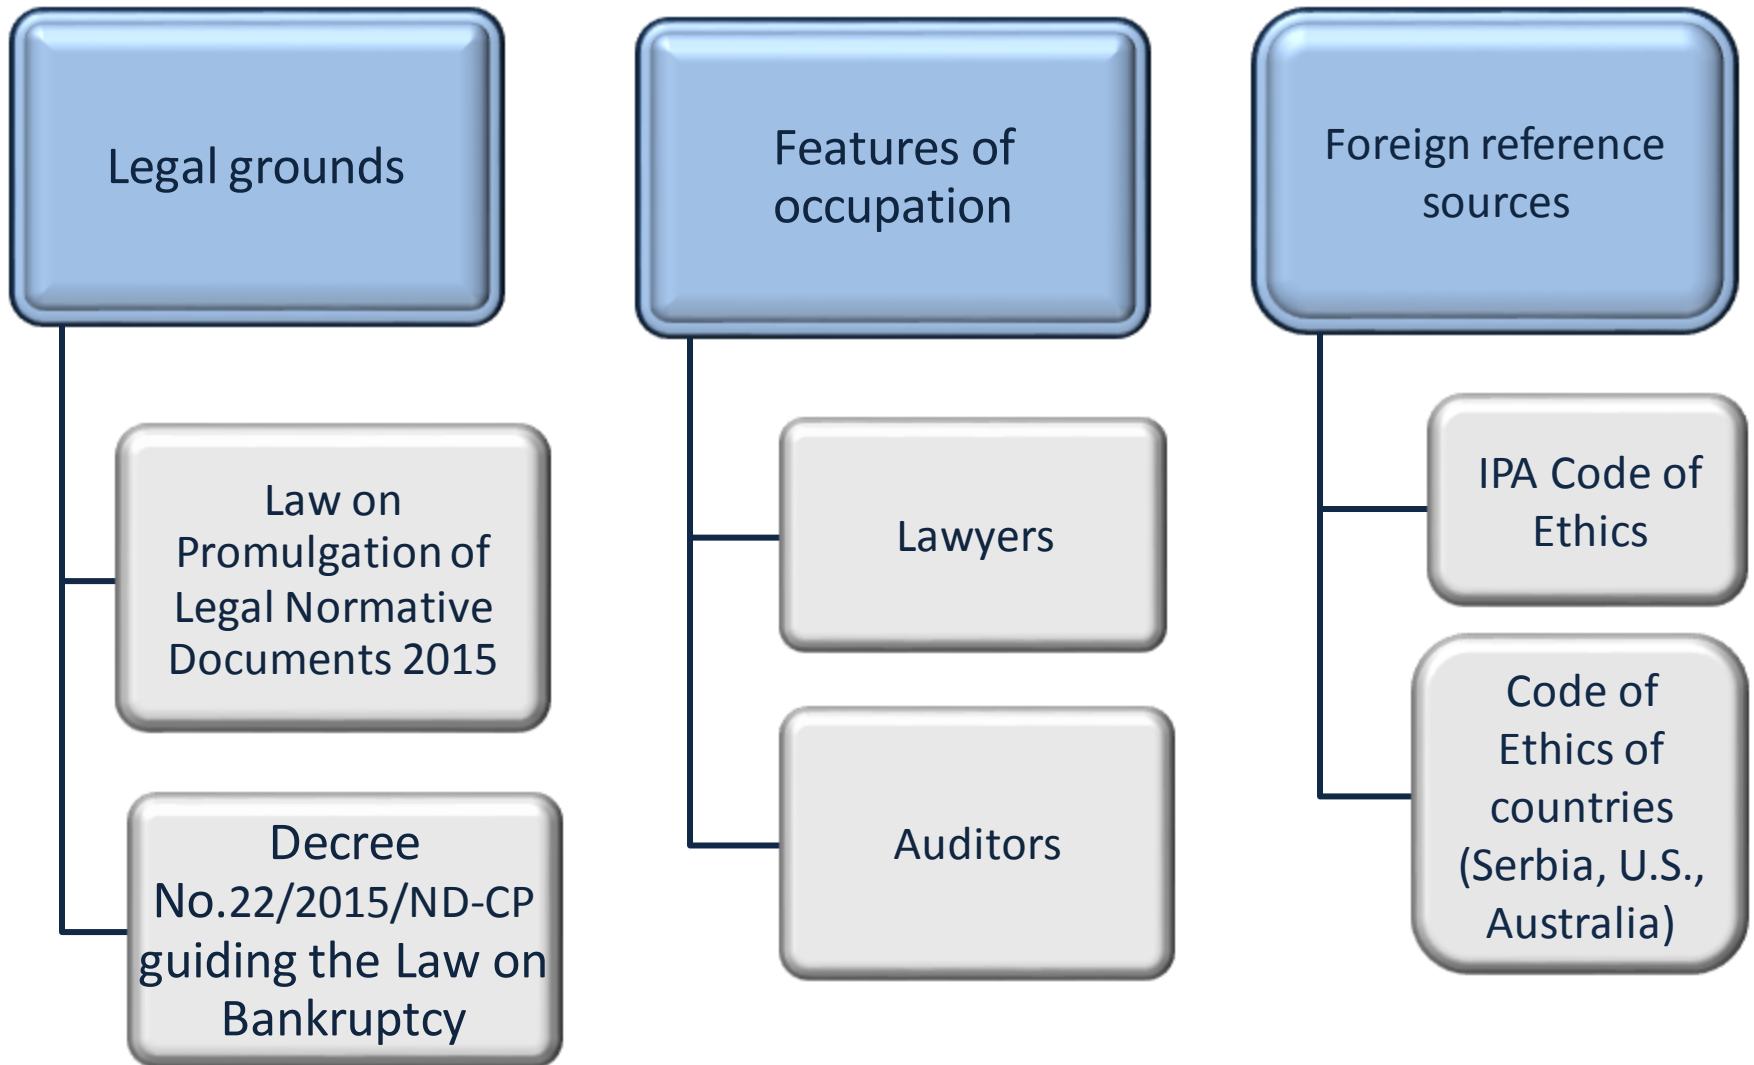 Legal grounds
Law on
Promulgation of
Legal Normative
Documents 2015
Decree
No.22/2015/ND-CP
guiding the Law on
Bankruptcy
Features of
occupation
Lawyers
Auditors
Foreign reference
sources
IPA Code of
Ethics
Code of
Ethics of
countries
(Serbia, U.S.,
Australia)